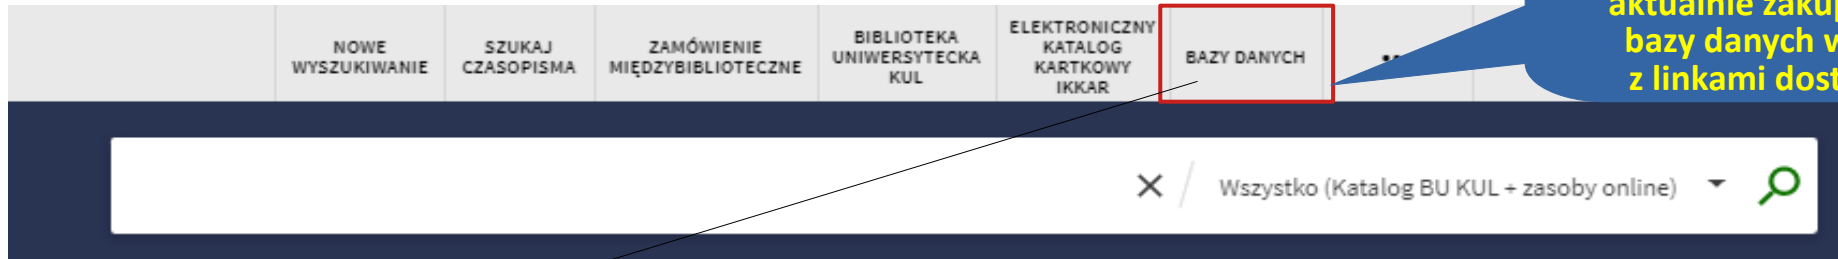 NOWE
WYSZUKIWANIE
SZUKAJ
CZASOPISMA
ZAMÓWIENIE
MIĘDZYBIBLIOTECZNE
BIBLIOTEKA
UNIWERSYTECKA
KUL
ELEKTRONICZNY
KATALOG
KARTKOWY
IKKAR
BAZY DANYCH
aktualnie
bazy danych
z linkami
Wszystko (Katalog BU KUL + zasoby online)